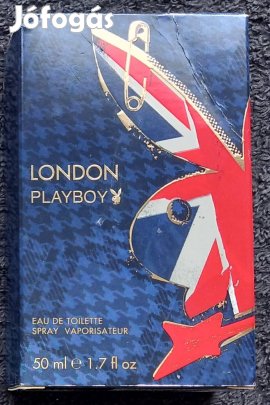 Jófogás
LONDON
PLAYBOY
EAU DE TOILETTE
SPRAY VAPORISATEUR
50 ml e 1.7 fl oz